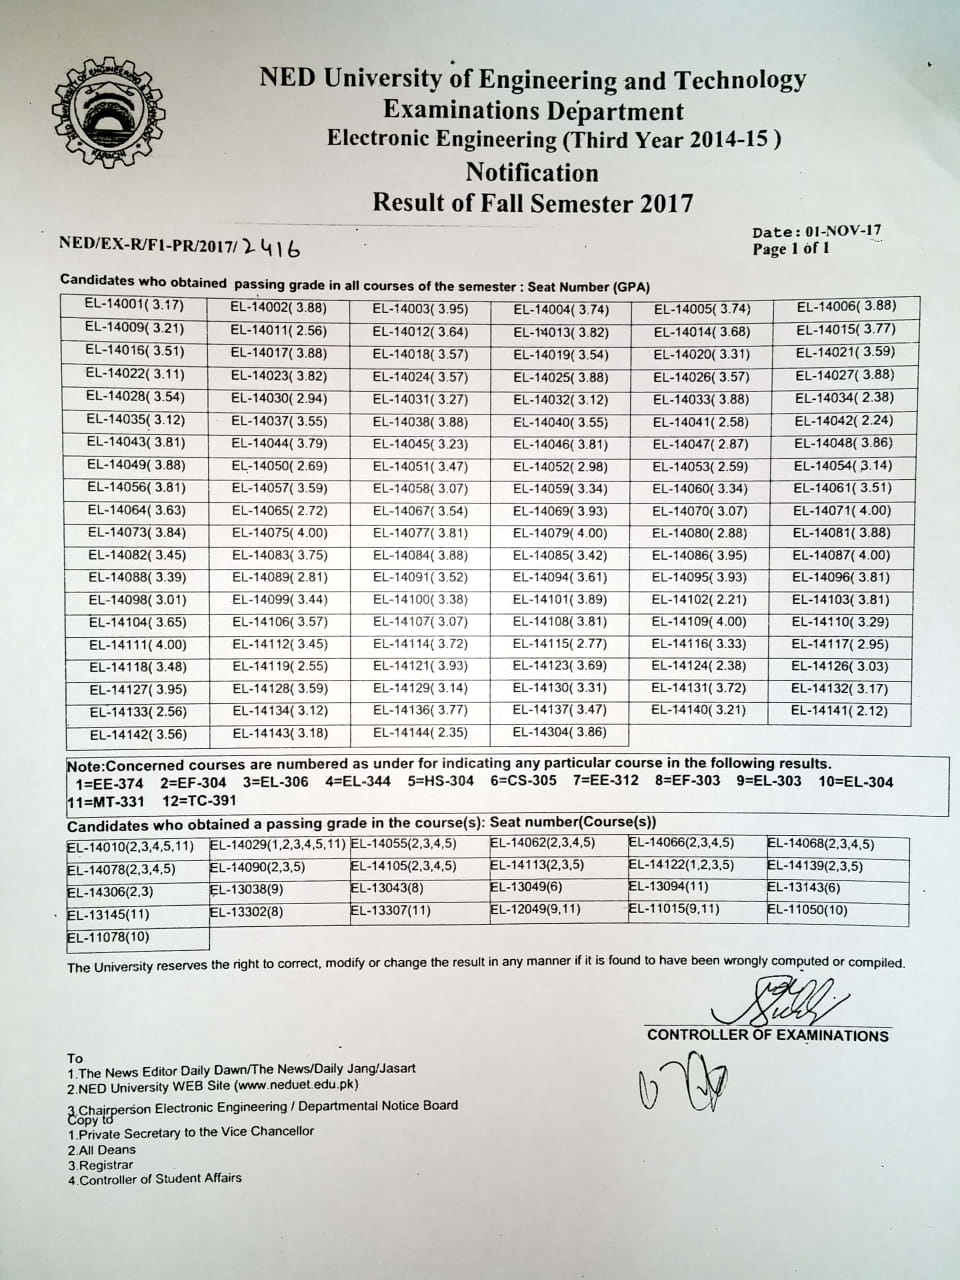 NED UNIVERSITY OF ENGINEERING & TECHNOLOGY
KARACHI
NED University of Engineering and Technology
Examinations Department
Electronic Engineering (Third Year 2014-15 )
Notification
Result of Fall Semester 2017
NED/EX-R/F1-PR/2017/ 2416
Date: 01-NOV-17
Page 1 of 1
Candidates who obtained passing grade in all courses of the semester : Seat Number (GPA)
EL-14001( 3.17) EL-14002( 3.88) EL-14003( 3.95) EL-14004( 3.74) EL-14005( 3.74) EL-14006( 3.88)
EL-14009( 3.21) EL-14011( 2.56) EL-14012( 3.64) EL-14013( 3.82) EL-14014( 3.68) EL-14015( 3.77)
EL-14016( 3.51) EL-14017( 3.88) EL-14018( 3.57) EL-14019( 3.54) EL-14020( 3.31) EL-14021( 3.59)
EL-14022( 3.11) EL-14023( 3.82) EL-14024( 3.57) EL-14025( 3.88) EL-14026( 3.57) EL-14027( 3.88)
EL-14028( 3.54) EL-14030( 2.94) EL-14031( 3.27) EL-14032( 3.12) EL-14033( 3.88) EL-14034( 2.38)
EL-14035( 3.12) EL-14037( 3.55) EL-14038( 3.88) EL-14040( 3.55) EL-14041( 2.58) EL-14042( 2.24)
EL-14043( 3.81) EL-14044( 3.79) EL-14045( 3.23) EL-14046( 3.81) EL-14047( 2.87) EL-14048( 3.86)
EL-14049( 3.88) EL-14050( 2.69) EL-14051( 3.47) EL-14052( 2.98) EL-14053( 2.59) EL-14054( 3.14)
EL-14056( 3.81) EL-14057( 3.59) EL-14058( 3.07) EL-14059( 3.34) EL-14060( 3.34) EL-14061( 3.51)
EL-14064( 3.63) EL-14065( 2.72) EL-14067( 3.54) EL-14069( 3.93) EL-14070( 3.07) EL-14071( 4.00)
EL-14073( 3.84) EL-14075( 4.00) EL-14077( 3.81) EL-14079( 4.00) EL-14080( 2.88) EL-14081( 3.88)
EL-14082( 3.45) EL-14083( 3.75) EL-14084( 3.88) EL-14085( 3.42) EL-14086( 3.95) EL-14087( 4.00)
EL-14088( 3.39) EL-14089( 2.81) EL-14091( 3.52) EL-14094( 3.61) EL-14095( 3.93) EL-14096( 3.81)
EL-14098( 3.01) EL-14099( 3.44) EL-14100( 3.38) EL-14101( 3.89) EL-14102( 2.21) EL-14103( 3.81)
EL-14104( 3.65) EL-14106( 3.57) EL-14107( 3.07) EL-14108( 3.81) EL-14109( 4.00) EL-14110( 3.29)
EL-14111( 4.00) EL-14112( 3.45) EL-14114( 3.72) EL-14115( 2.77) EL-14116( 3.33) EL-14117( 2.95)
EL-14118( 3.48) EL-14119( 2.55) EL-14121( 3.93) EL-14123( 3.69) EL-14124( 2.38) EL-14126( 3.03)
EL-14127( 3.95) EL-14128( 3.59) EL-14129( 3.14) EL-14130( 3.31) EL-14131( 3.72) EL-14132( 3.17)
EL-14133( 2.56) EL-14134( 3.12) EL-14136( 3.77) EL-14137( 3.47) EL-14140( 3.21) EL-14141( 2.12)
EL-14142( 3.56) EL-14143( 3.18) EL-14144( 2.35) EL-14304( 3.86)
Note:Concerned courses are numbered as under for indicating any particular course in the following results.
1=EE-374 2=EF-304 3=EL-306 4=EL-344 5=HS-304 6=CS-305 7=EE-312 8=EF-303 9=EL-303 10=EL-304
11=MT-331 12=TC-391
Candidates who obtained a passing grade in the course(s): Seat number(Course(s))
EL-14010(2,3,4,5,11) EL-14029(1,2,3,4,5,11) EL-14055(2,3,4,5) EL-14062(2,3,4,5) EL-14066(2,3,4,5) EL-14068(2,3,4,5)
EL-14078(2,3,4,5) EL-14090(2,3,5) EL-14105(2,3,4,5) EL-14113(2,3,5) EL-14122(1,2,3,5) EL-14139(2,3,5)
EL-14306(2,3) EL-13038(9) EL-13043(8) EL-13049(6) EL-13094(11) EL-13143(6)
EL-13145(11) EL-13302(8) EL-13307(11) EL-12049(9,11) EL-11015(9,11) EL-11050(10)
EL-11078(10)
The University reserves the right to correct, modify or change the result in any manner if it is found to have been wrongly computed or compiled.
CONTROLLER OF EXAMINATIONS
To
1.The News Editor Daily Dawn/The News/Daily Jang/Jasart
2.NED University WEB Site (www.neduet.edu.pk)
3.Chairperson Electronic Engineering / Departmental Notice Board
Copy to
1.Private Secretary to the Vice Chancellor
2.All Deans
3.Registrar
4.Controller of Student Affairs